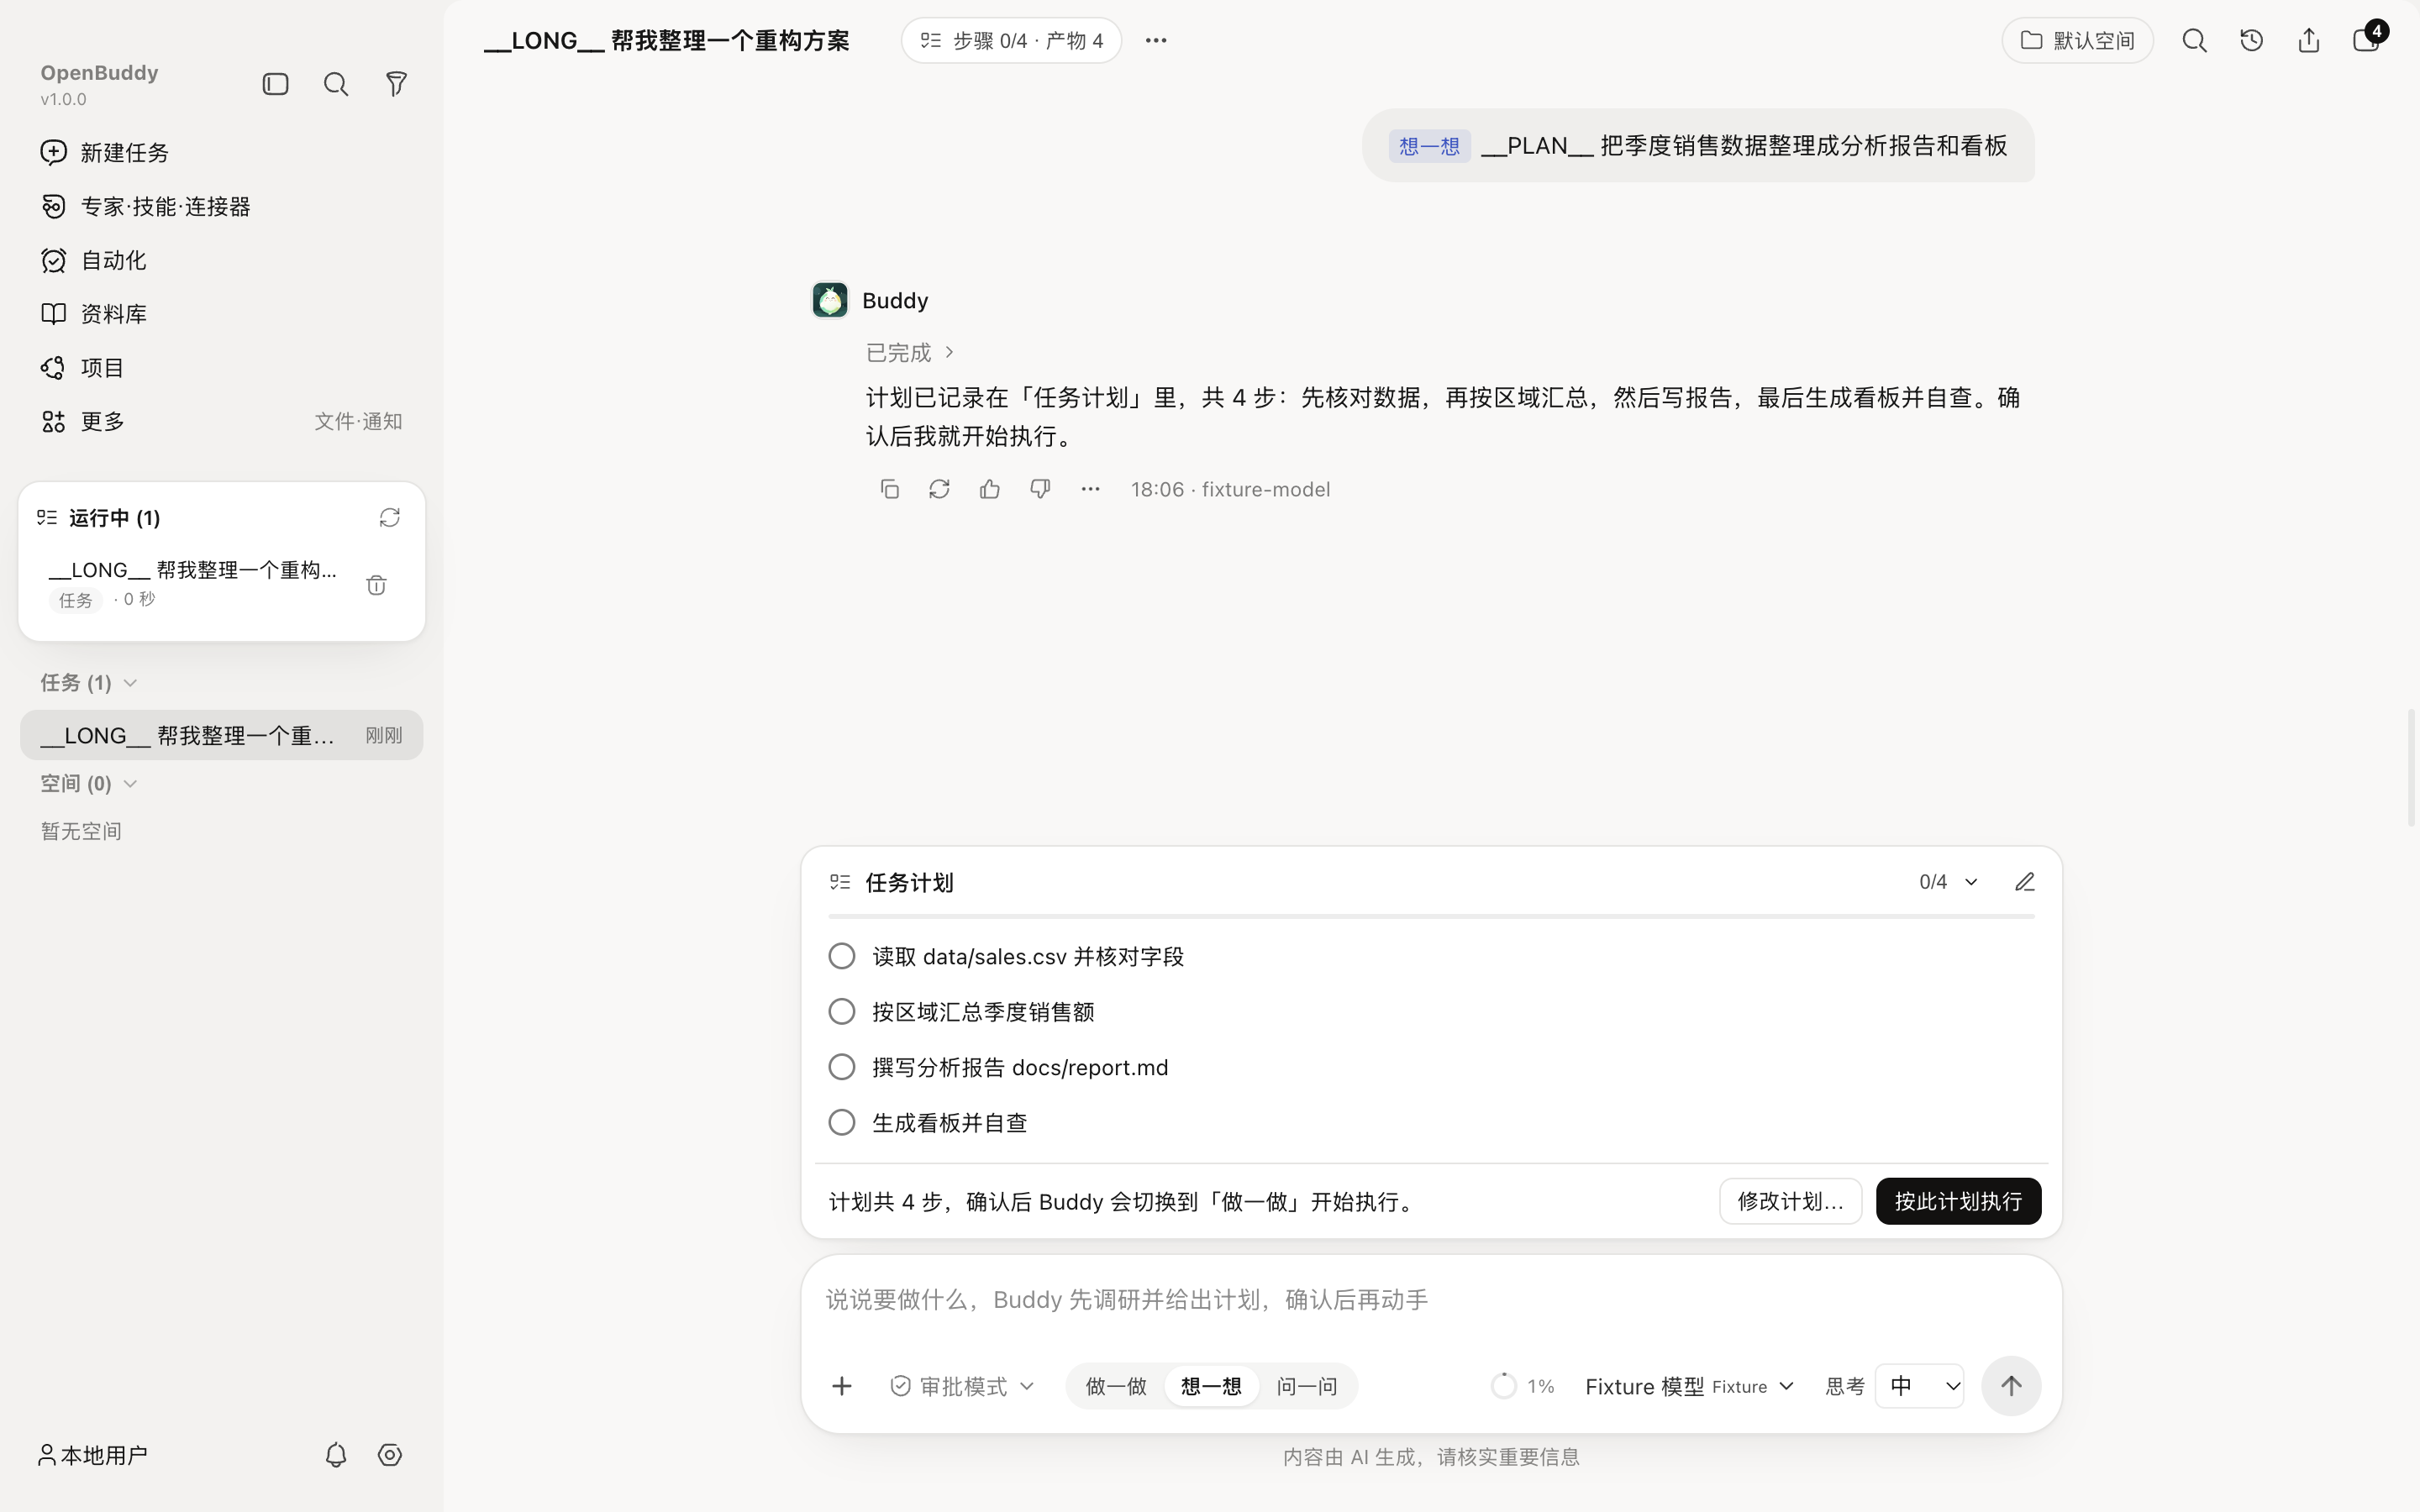 OpenBuddy
v1.0.0
新建任务
专家·技能·连接器
自动化
资料库
项目
更多 文件·通知
运行中 (1)
__LONG__ 帮我整理一个重构...
任务 · 0 秒
任务 (1)
__LONG__ 帮我整理一个重... 刚刚
空间 (0)
暂无空间
本地用户
__LONG__ 帮我整理一个重构方案 步骤 0/4 · 产物 4
默认空间 4
想一想 __PLAN__ 把季度销售数据整理成分析报告和看板
Buddy
已完成
计划已记录在「任务计划」里，共 4 步：先核对数据，再按区域汇总，然后写报告，最后生成看板并自查。确
认后我就开始执行。
18:06 · fixture-model
任务计划 0/4
读取 data/sales.csv 并核对字段
按区域汇总季度销售额
撰写分析报告 docs/report.md
生成看板并自查
计划共 4 步，确认后 Buddy 会切换到「做一做」开始执行。 修改计划... 按此计划执行
说说要做什么，Buddy 先调研并给出计划，确认后再动手
审批模式 做一做 想一想 问一问 1% Fixture 模型 Fixture 思考 中
内容由 AI 生成，请核实重要信息